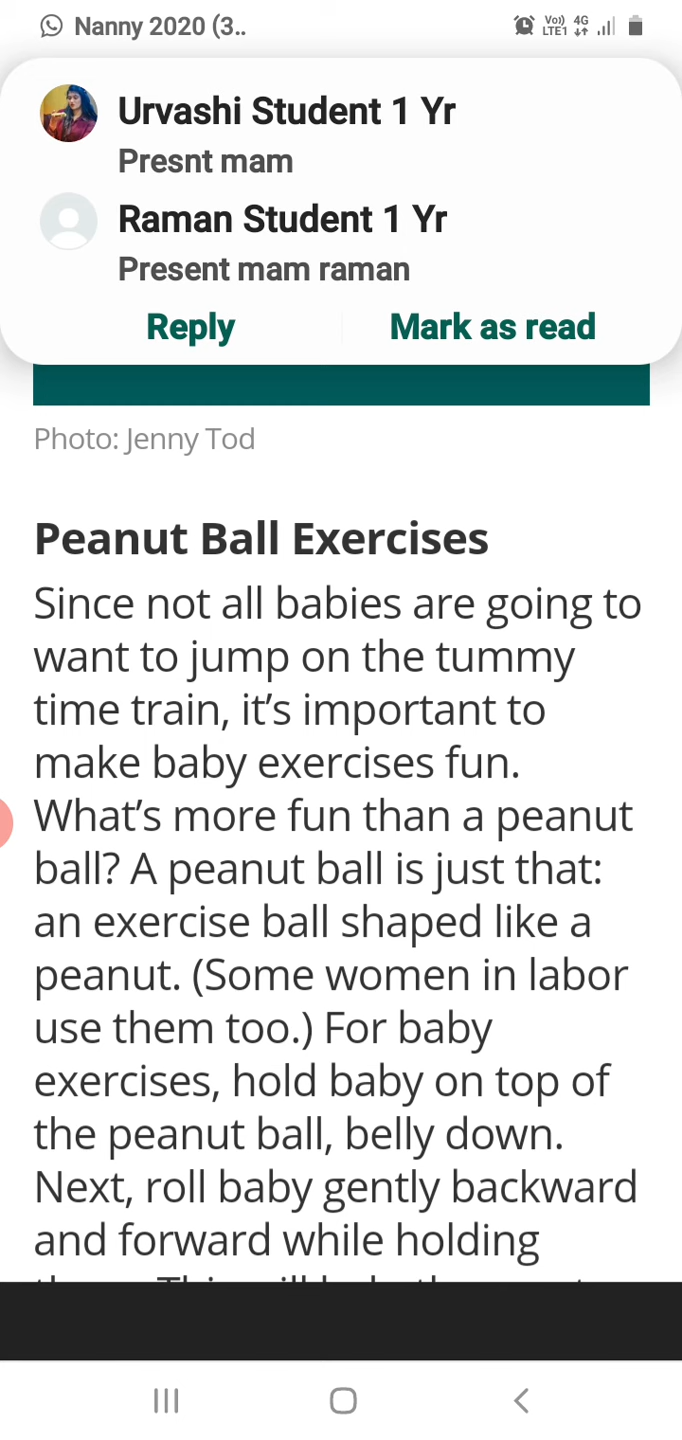 Nanny 2020 (3..
Vo)) 4G
LTE1
Urvashi Student 1 Yr
Presnt mam
Raman Student 1 Yr
Present mam raman
Reply Mark as read
Photo: Jenny Tod
Peanut Ball Exercises
Since not all babies are going to
want to jump on the tummy
time train, it’s important to
make baby exercises fun.
What’s more fun than a peanut
ball? A peanut ball is just that:
an exercise ball shaped like a
peanut. (Some women in labor
use them too.) For baby
exercises, hold baby on top of
the peanut ball, belly down.
Next, roll baby gently backward
and forward while holding